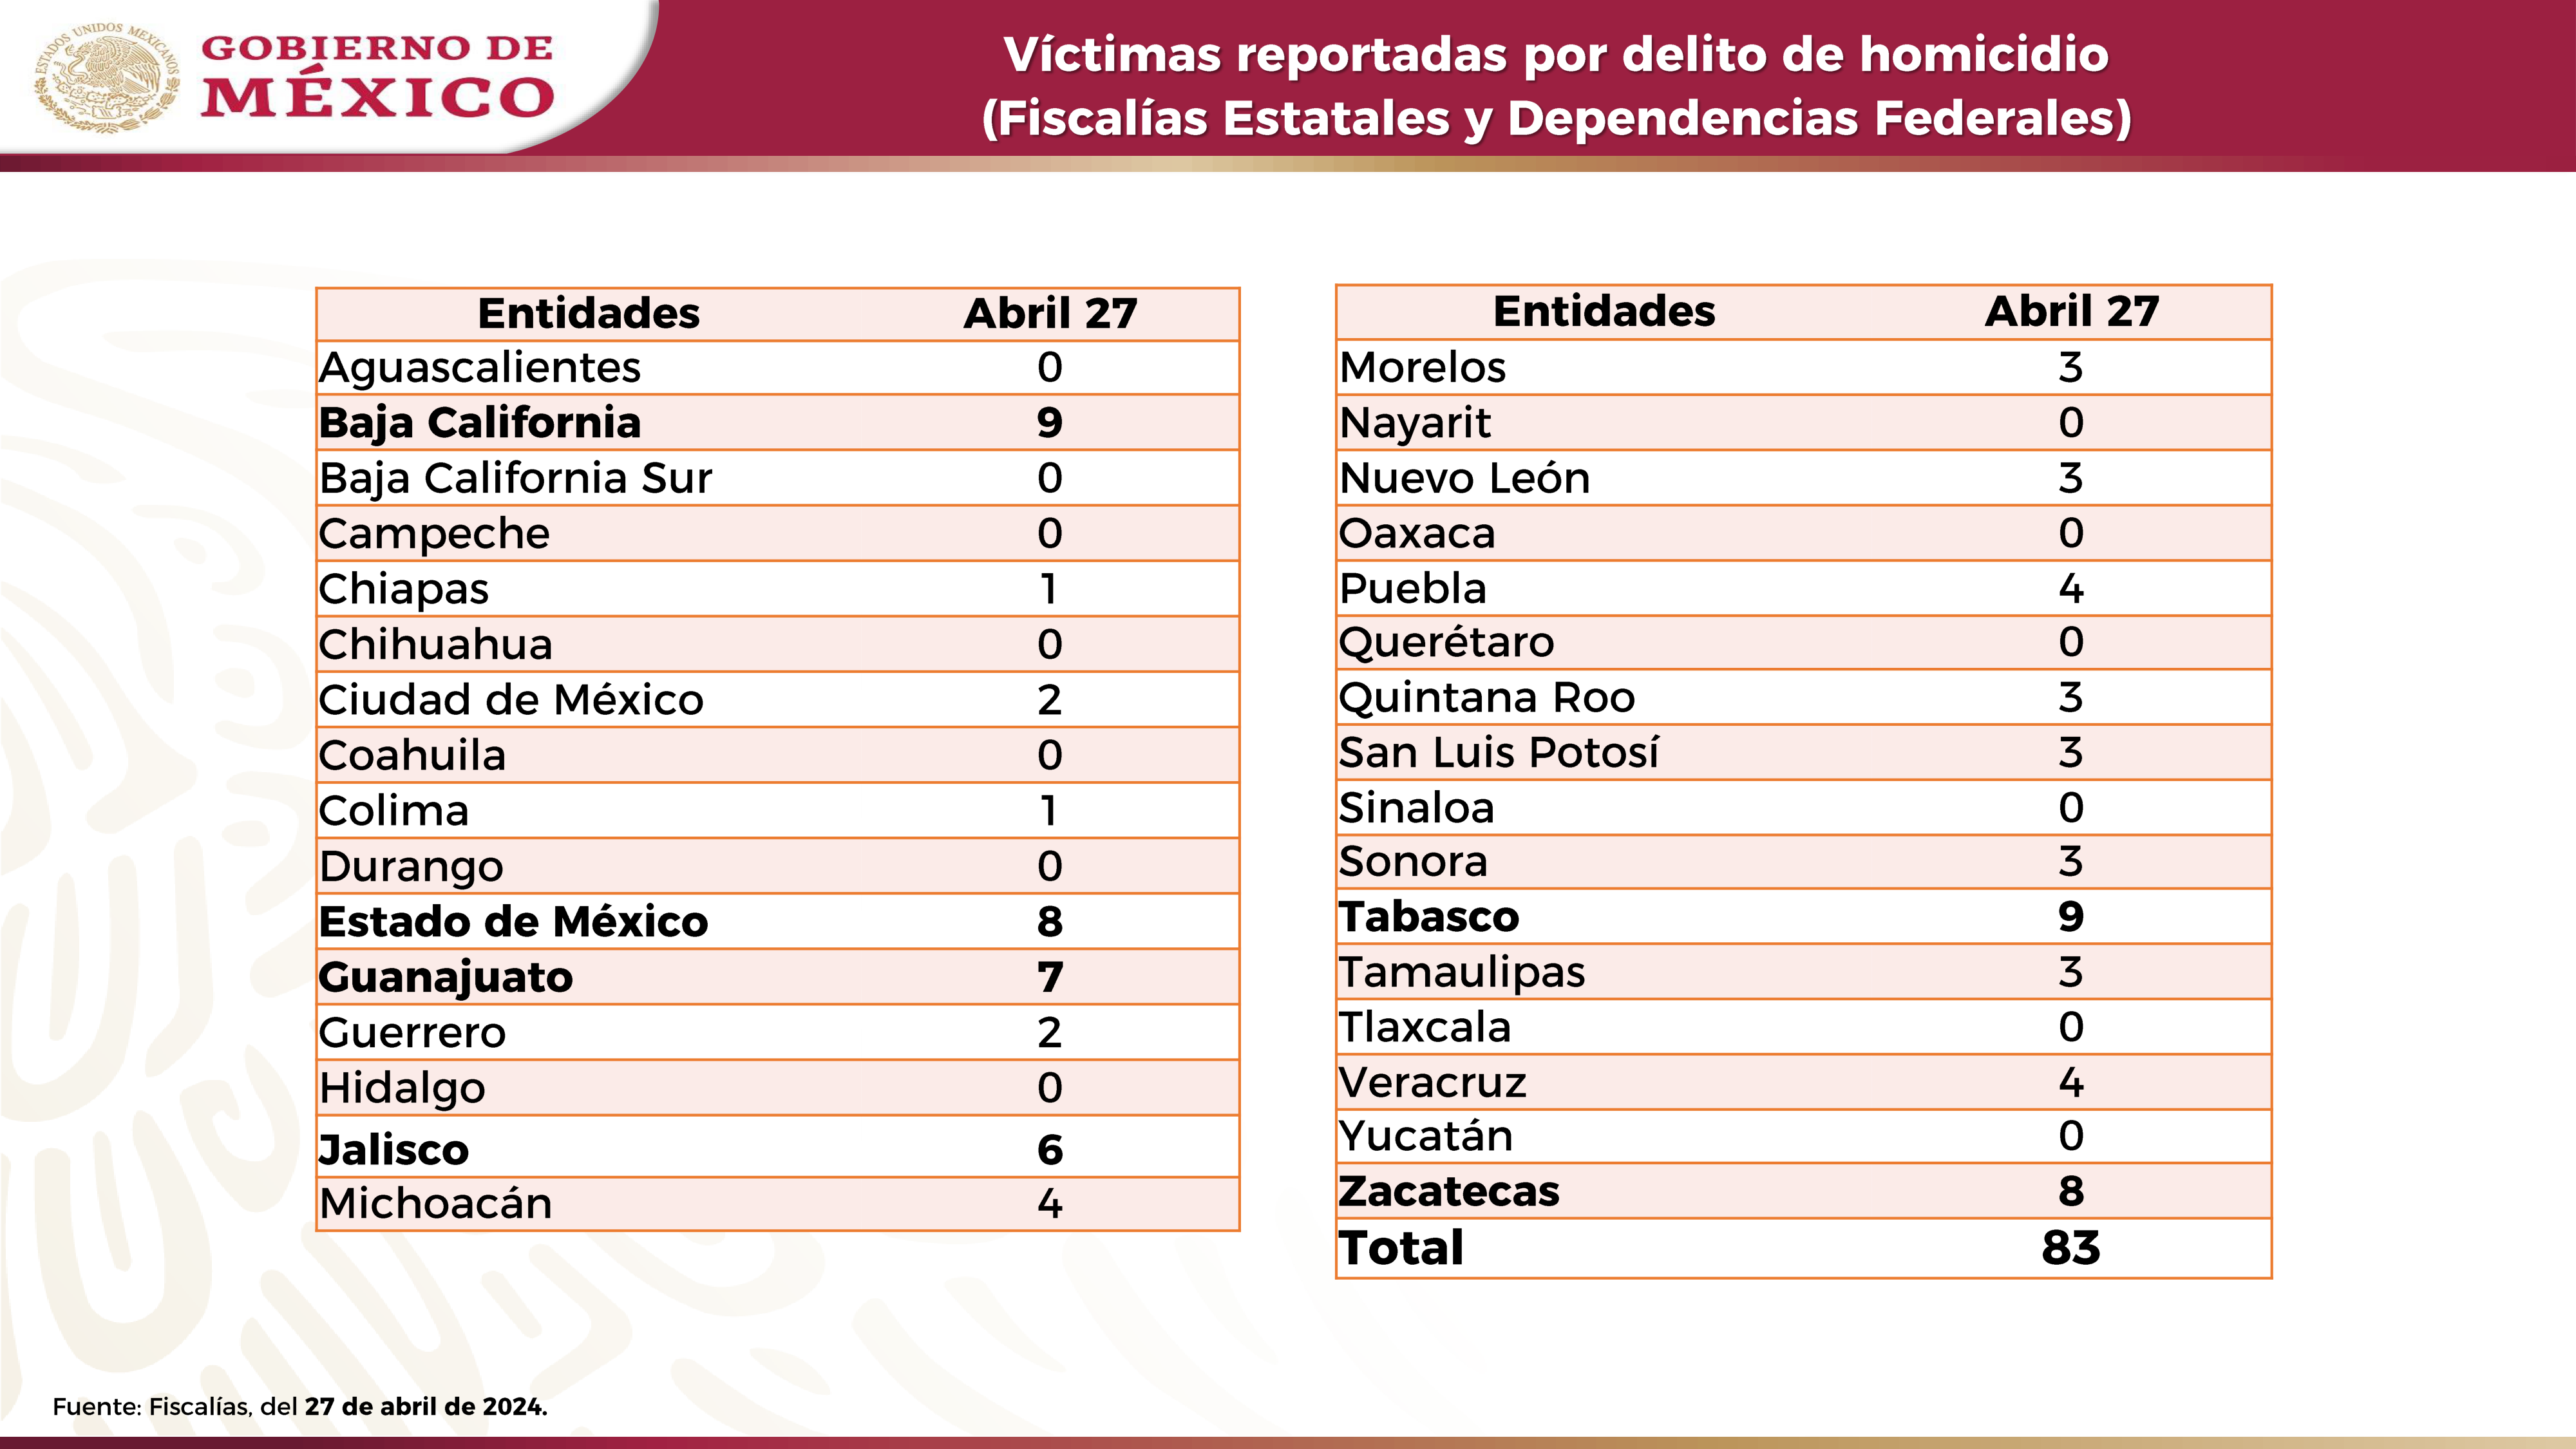 ESTADOS UNIDOS MEXICANOS
GOBIERNO DE
MÉXICO
Víctimas reportadas por delito de homicidio
(Fiscalías Estatales y Dependencias Federales)
Entidades Abril 27
Aguascalientes 0
Baja California 9
Baja California Sur 0
Campeche 0
Chiapas 1
Chihuahua 0
Ciudad de México 2
Coahuila 0
Colima 1
Durango 0
Estado de México 8
Guanajuato 7
Guerrero 2
Hidalgo 0
Jalisco 6
Michoacán 4
Entidades Abril 27
Morelos 3
Nayarit 0
Nuevo León 3
Oaxaca 0
Puebla 4
Querétaro 0
Quintana Roo 3
San Luis Potosí 3
Sinaloa 0
Sonora 3
Tabasco 9
Tamaulipas 3
Tlaxcala 0
Veracruz 4
Yucatán 0
Zacatecas 8
Total 83
Fuente: Fiscalías, del 27 de abril de 2024.